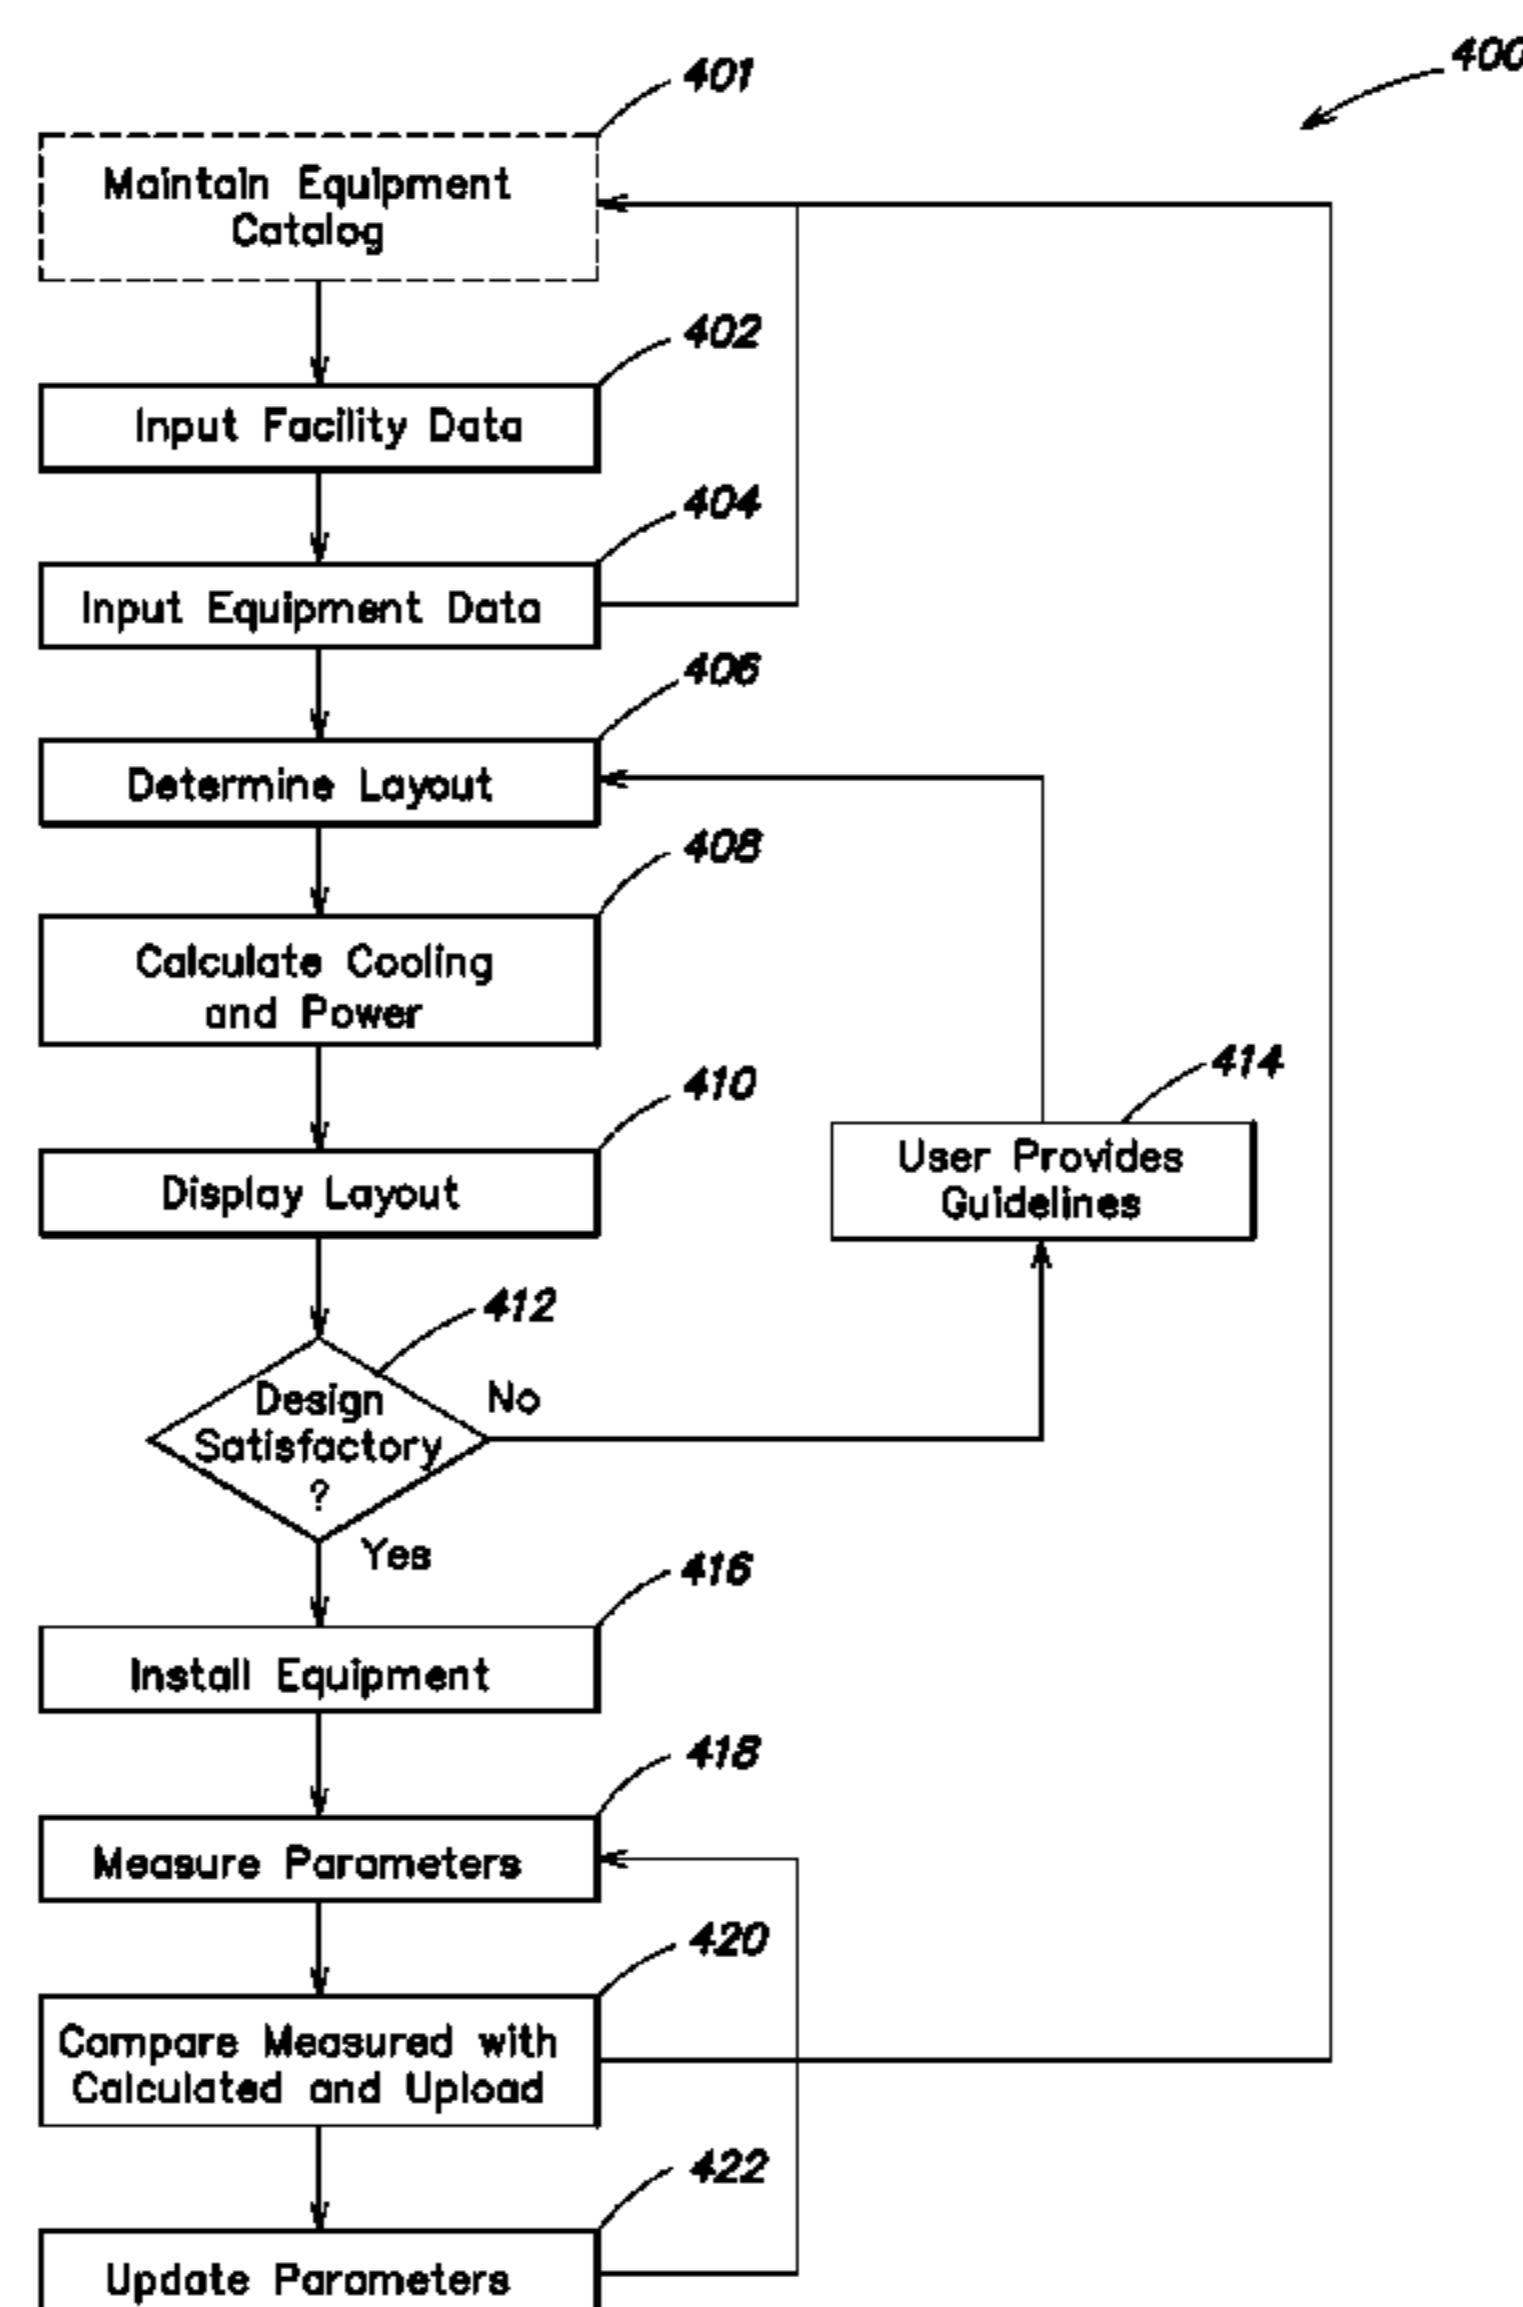 401
400
Maintain Equipment
Catalog
402
Input Facility Data
404
Input Equipment Data
406
Determine Layout
408
Calculate Cooling
and Power
410
414
User Provides
Guidelines
Display Layout
412
Design
Satisfactory
?
No
Yes
416
Install Equipment
418
Measure Parameters
420
Compare Measured with
Calculated and Upload
422
Update Parameters